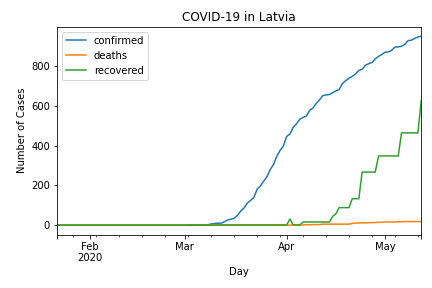 COVID-19 in Latvia
confirmed
deaths
recovered
Number of Cases
800
600
400
200
0
Feb
2020
Mar
Apr
May
Day